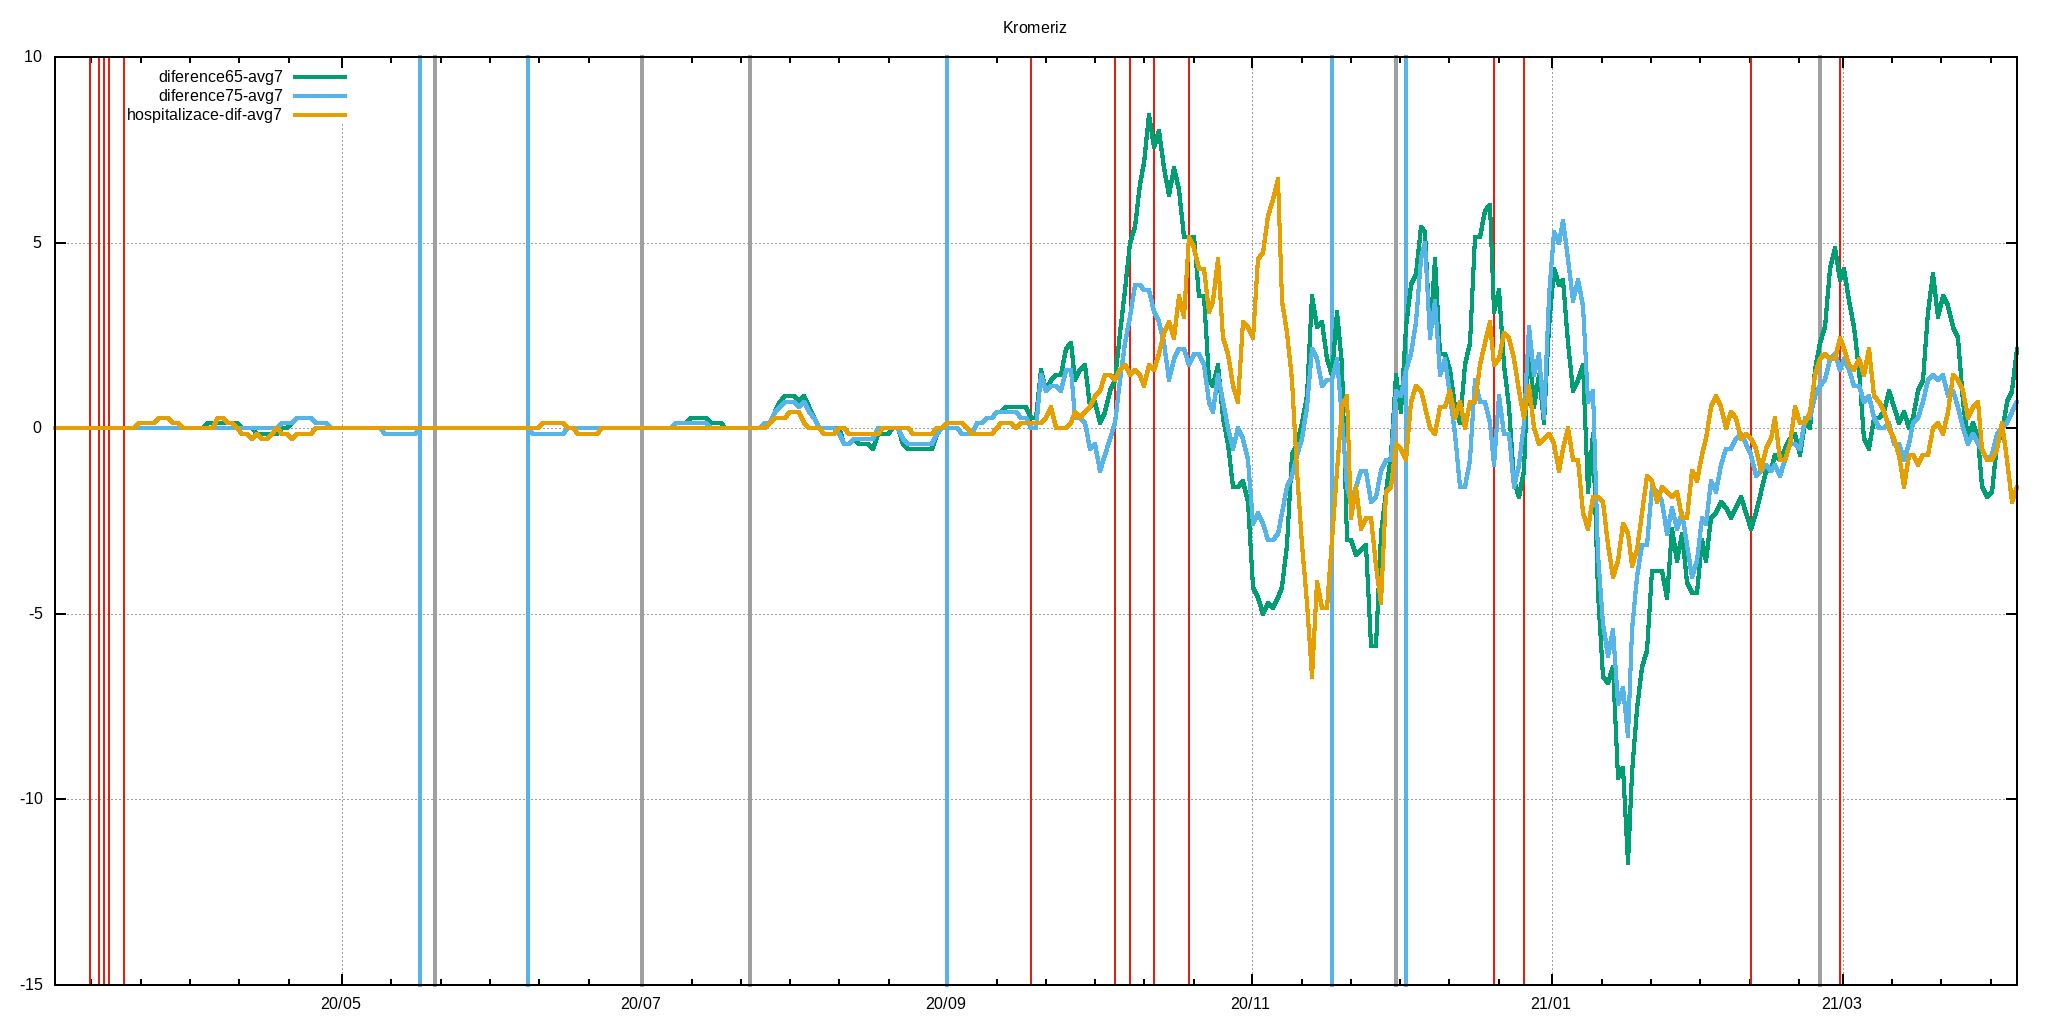 Kromeriz
10
diference65-avg7
diference75-avg7
hospitalizace-dif-avg7
5
0
-5
-10
-15
20/05 20/07 20/09 20/11 21/01 21/03